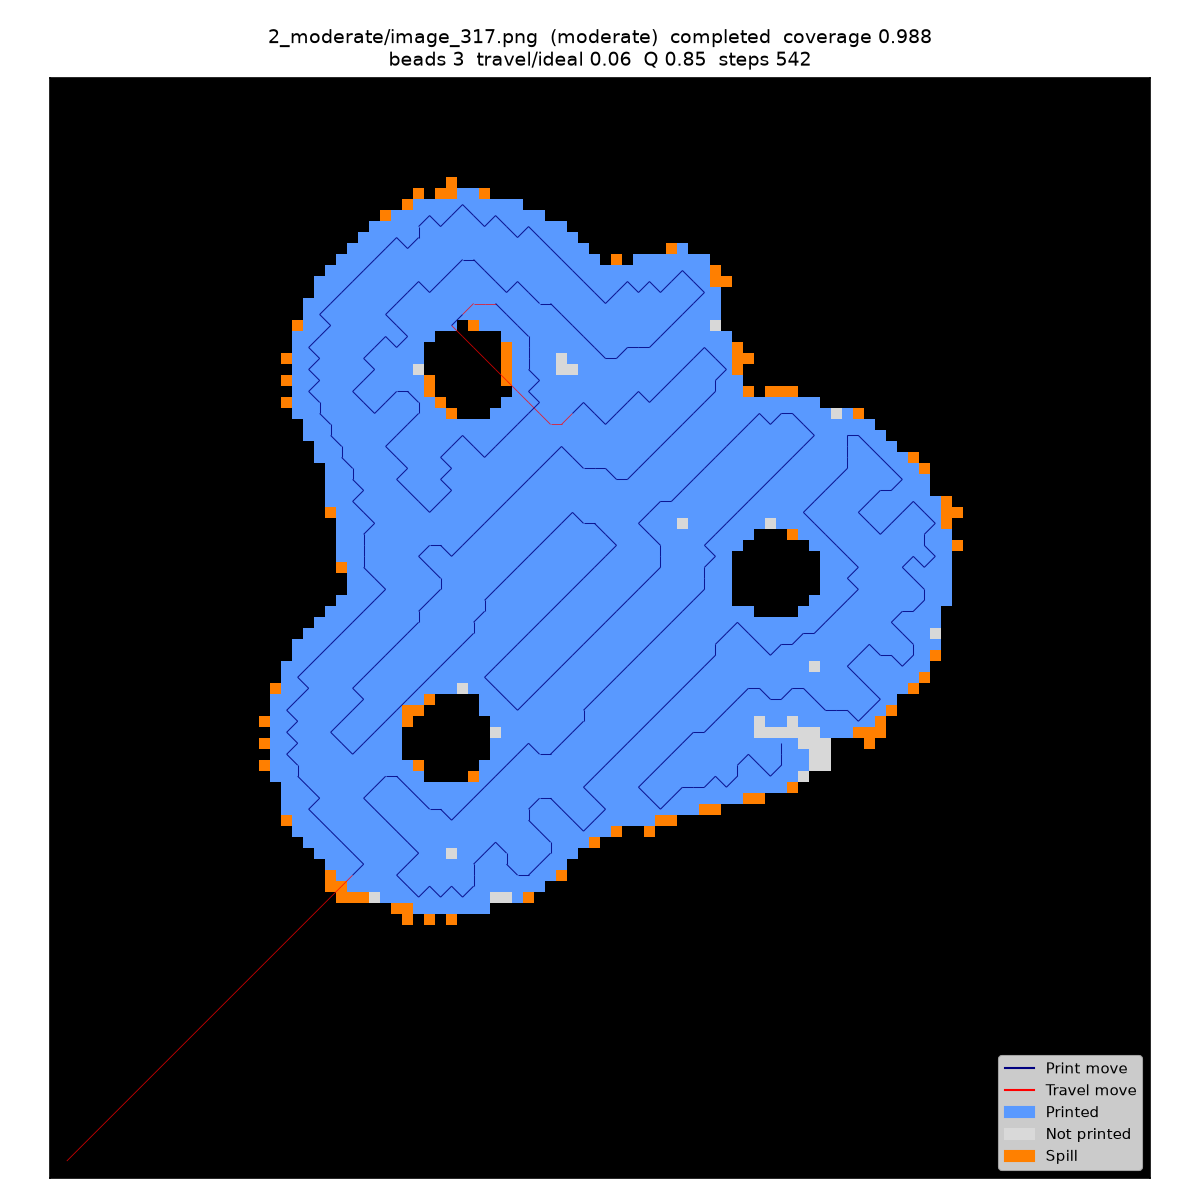 2_moderate/image_317.png  (moderate)  completed  coverage 0.988
beads 3  travel/ideal 0.06  Q 0.85  steps 542
Print move
Travel move
Printed
Not printed
Spill